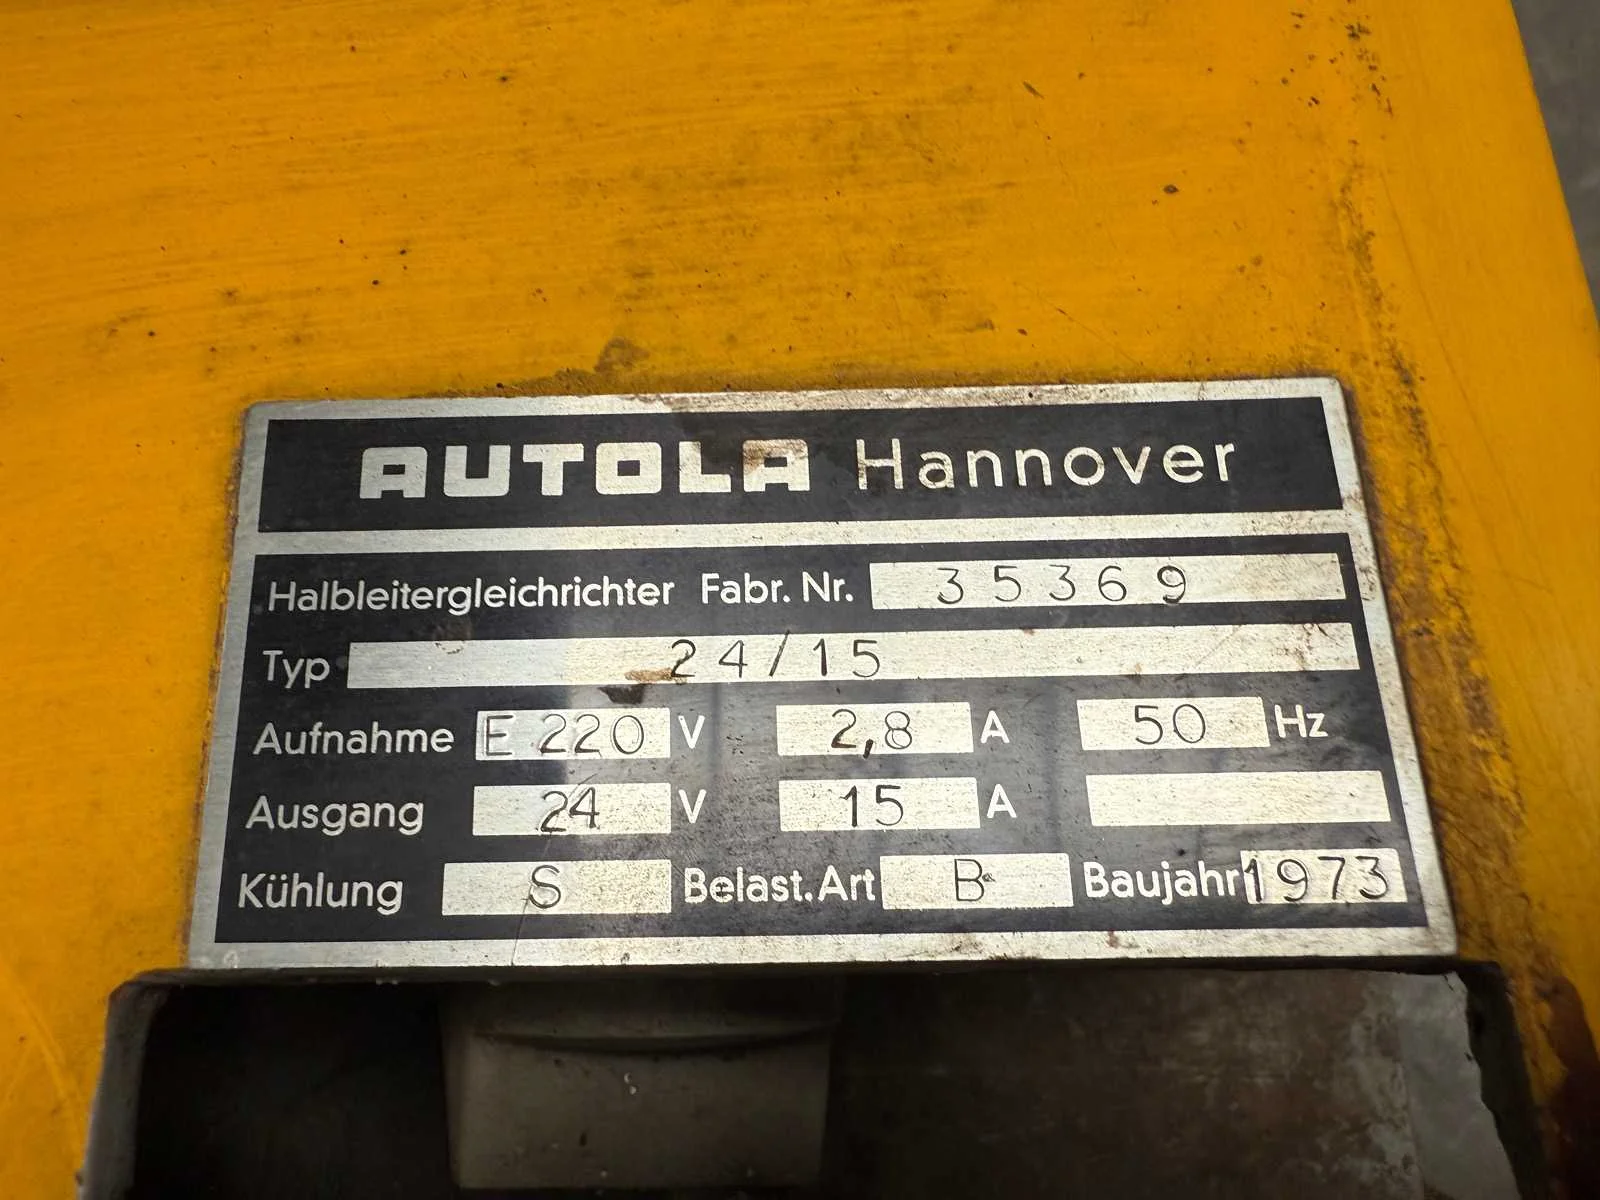 AUTOLA Hannover
Halbleitergleichrichter Fabr. Nr. 35369
Typ 24/15
Aufnahme E 220 V 2,8 A 50 Hz
Ausgang 24 V 15 A
Kühlung S Belast. Art B Baujahr 1973